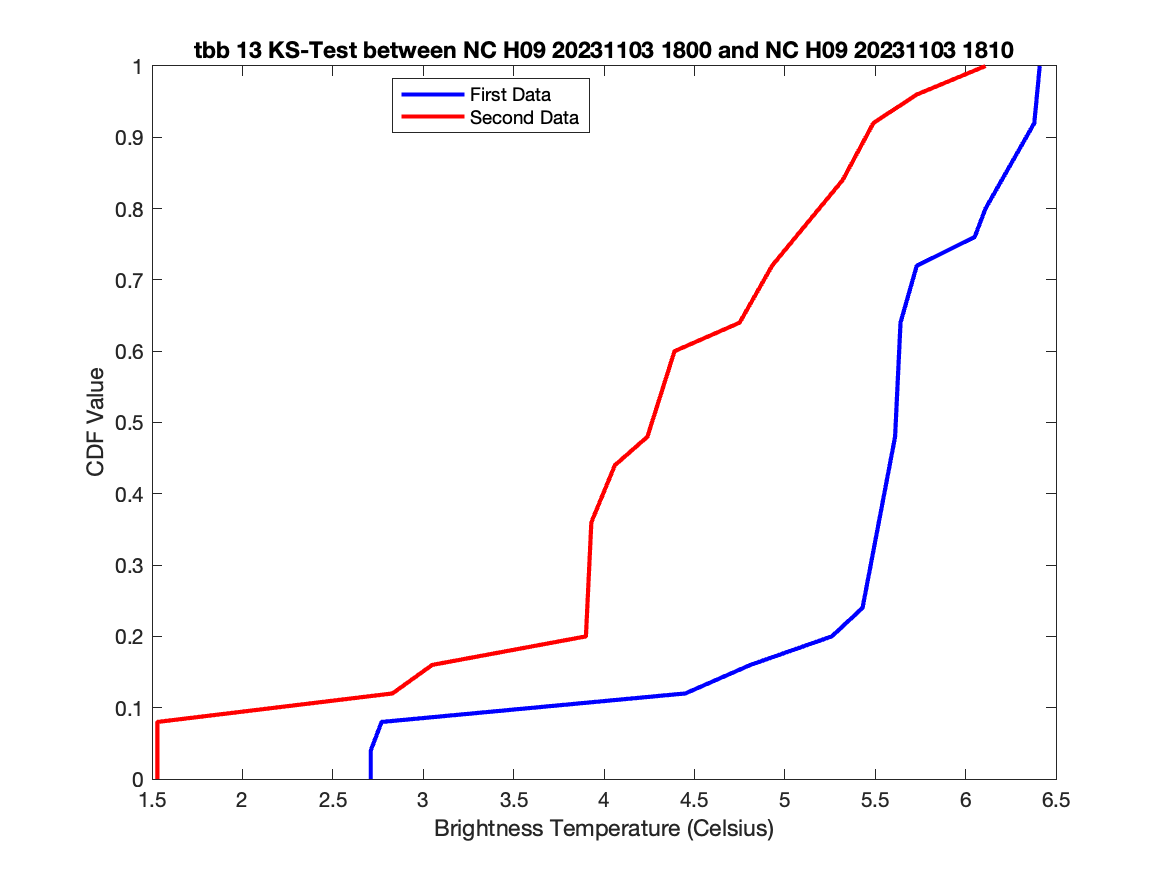 tbb 13 KS-Test between NC H09 20231103 1800 and NC H09 20231103 1810
First Data
Second Data
1
0.9
0.8
0.7
0.6
0.5
0.4
0.3
0.2
0.1
0
CDF Value
1.5 2 2.5 3 3.5 4 4.5 5 5.5 6 6.5
Brightness Temperature (Celsius)